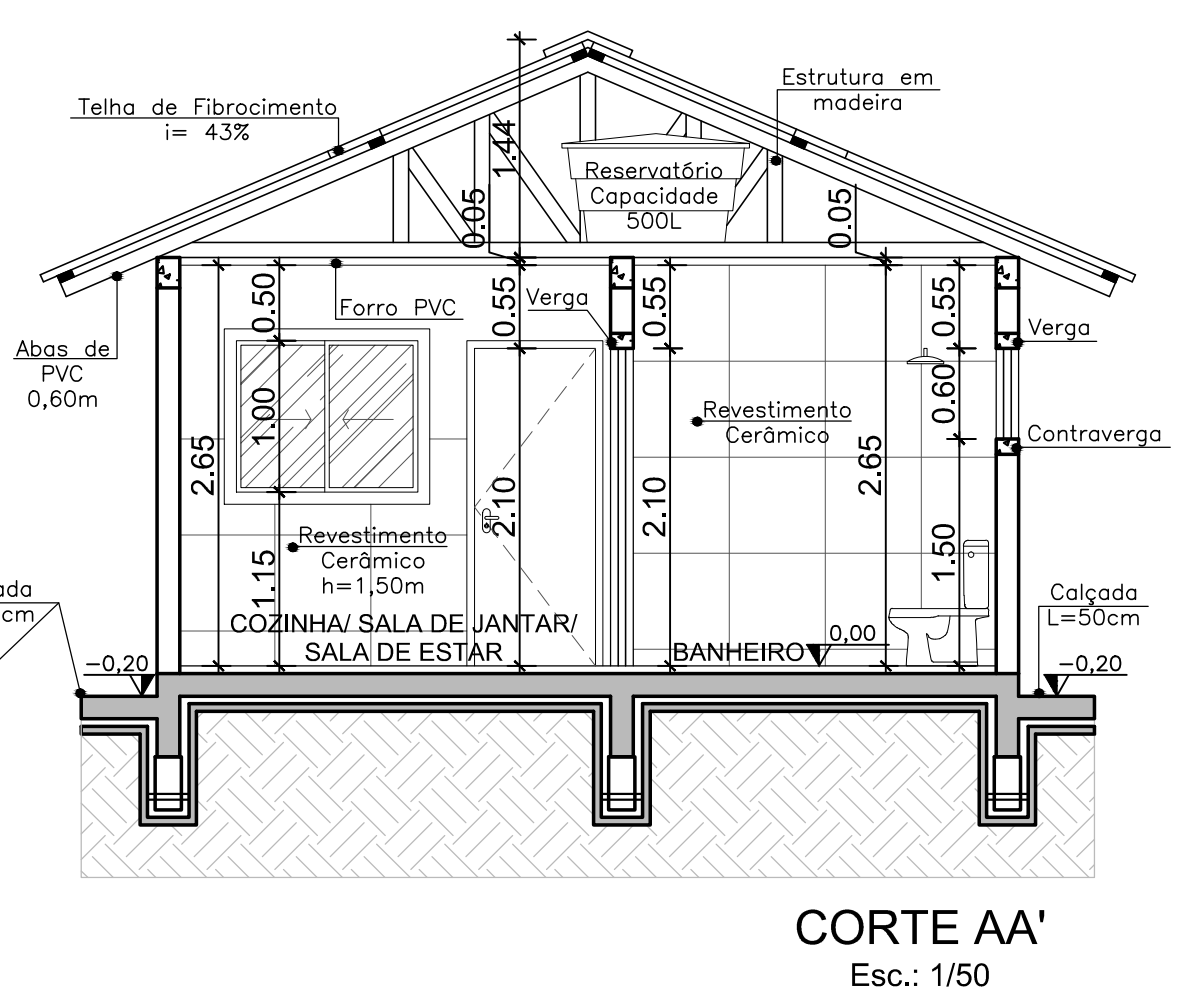 Telha de Fibrocimento
i= 43%
Estrutura em
madeira
1.44
Reservatório
Capacidade
500L
0.05
0.05
Abas de
PVC
0,60m
Forro PVC
Verga
Verga
0.50
0.55
0.55
0.55
1.00
0.60
Revestimento
Cerâmico
Contraverga
2.65
2.10
2.10
2.65
1.50
Revestimento
Cerâmico
h=1,50m
1.15
COZINHA/ SALA DE JANTAR/
SALA DE ESTAR
BANHEIRO
0,00
Calçada
L=50cm
cm
-0,20
-0,20
CORTE AA'
Esc.: 1/50